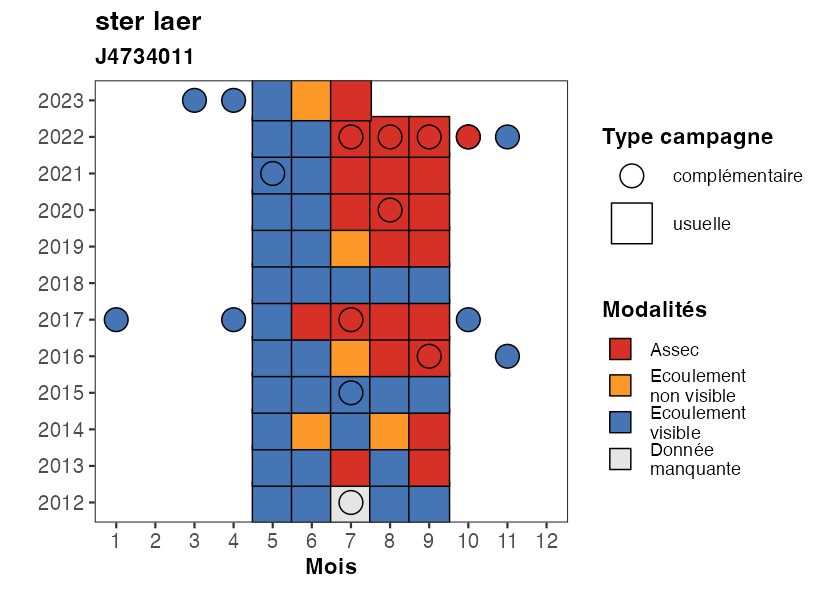 ster laer
J4734011
2023
2022
2021
2020
2019
2018
2017
2016
2015
2014
2013
2012
1 2 3 4 5 6 7 8 9 10 11 12
Mois
Type campagne
complémentaire
usuelle
Modalités
Assec
Ecoulement
non visible
Ecoulement
visible
Donnée
manquante